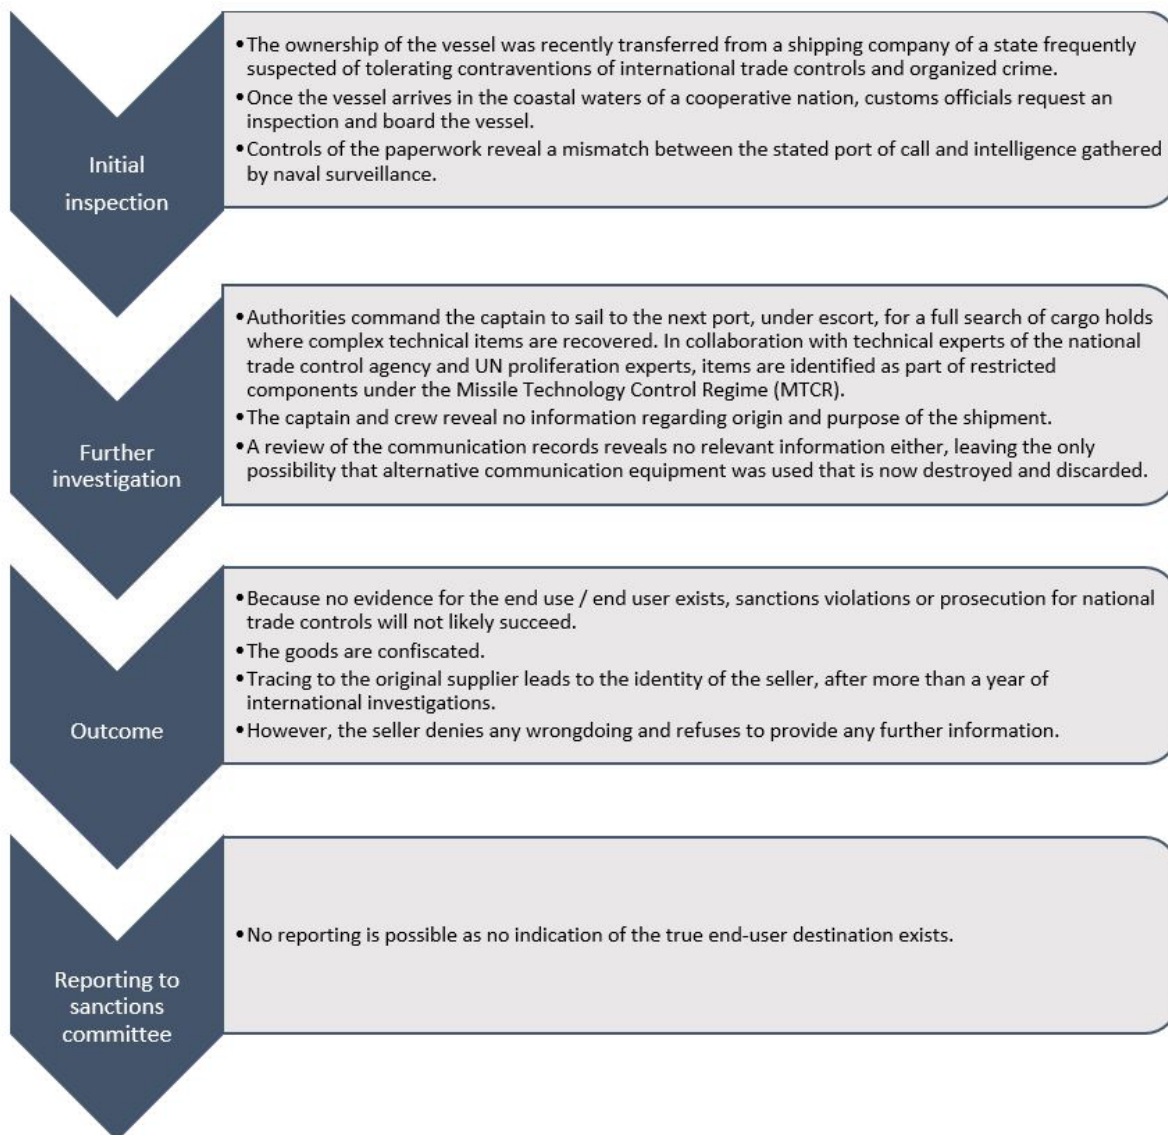 •The ownership of the vessel was recently transferred from a shipping company of a state frequently
suspected of tolerating contraventions of international trade controls and organized crime.
•Once the vessel arrives in the coastal waters of a cooperative nation, customs officials request an
inspection and board the vessel.
•Controls of the paperwork reveal a mismatch between the stated port of call and intelligence gathered
by naval surveillance.
Initial
inspection
•Authorities command the captain to sail to the next port, under escort, for a full search of cargo holds
where complex technical items are recovered. In collaboration with technical experts of the national
trade control agency and UN proliferation experts, items are identified as part of restricted
components under the Missile Technology Control Regime (MTCR).
•The captain and crew reveal no information regarding origin and purpose of the shipment.
•A review of the communication records reveals no relevant information either, leaving the only
possibility that alternative communication equipment was used that is now destroyed and discarded.
Further
investigation
•Because no evidence for the end use / end user exists, sanctions violations or prosecution for national
trade controls will not likely succeed.
•The goods are confiscated.
•Tracing to the original supplier leads to the identity of the seller, after more than a year of
international investigations.
•However, the seller denies any wrongdoing and refuses to provide any further information.
Outcome
•No reporting is possible as no indication of the true end-user destination exists.
Reporting to
sanctions
committee